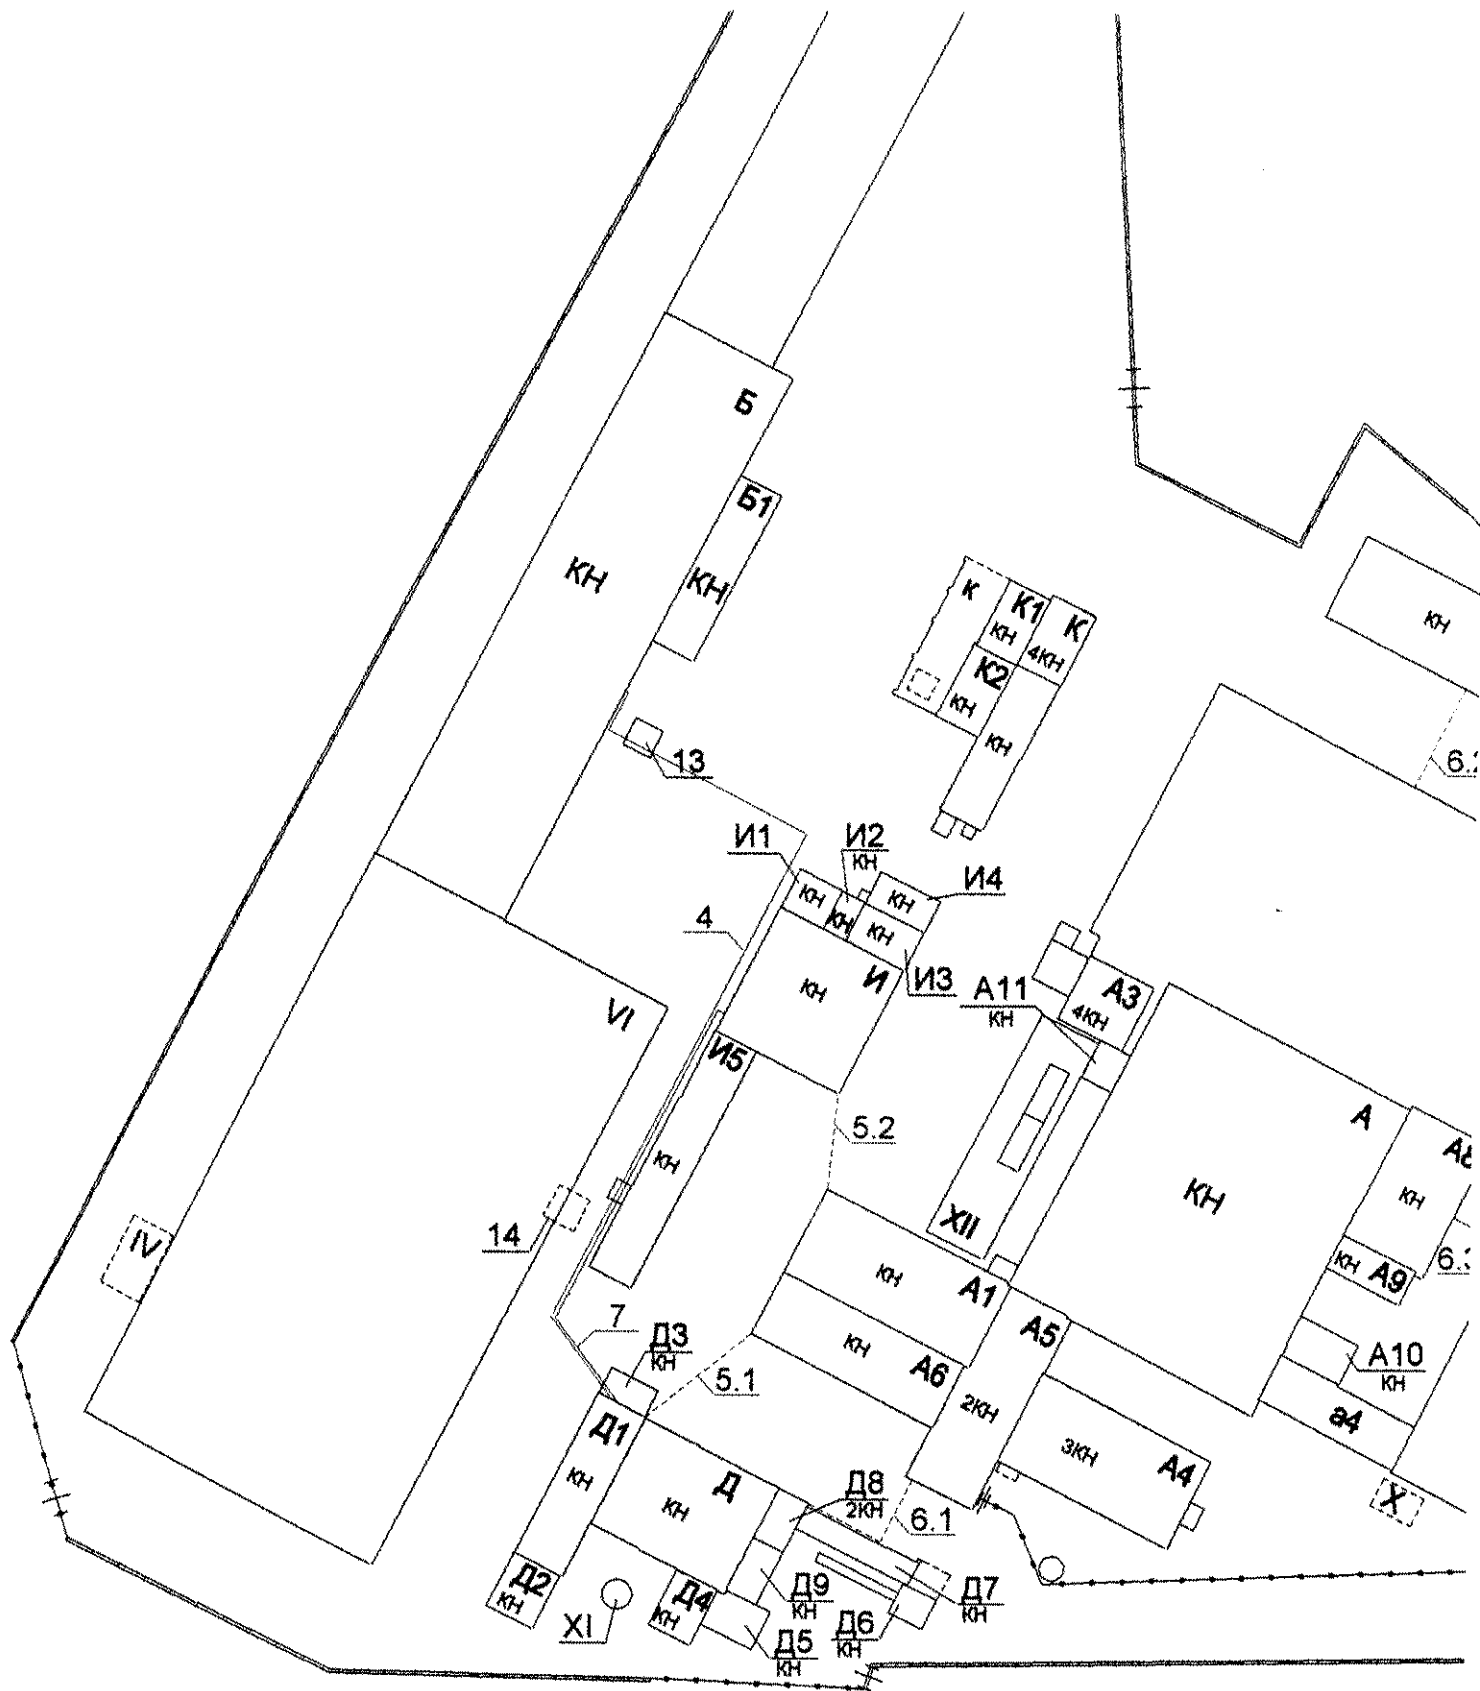 Б
Б1
КН
КН
К
К1
К
КН
4КН
К2
КН
КН
КН
13
6.2
И1
И2
КН
И4
КН
КН
КН
КН
4
И
КН
И3
А11
КН
А3
4КН
VI
И5
А
5.2
КН
КН
КН
XII
IV
14
КН
А1
КН
А9
6.3
7
Д3
КН
А5
КН
А6
5.1
А10
КН
2КН
а4
Д1
КН
3КН
А4
Д
КН
Д8
2КН
6.1
X
Д2
КН
Д4
КН
Д9
КН
Д7
КН
XI
Д5
КН
Д6
КН